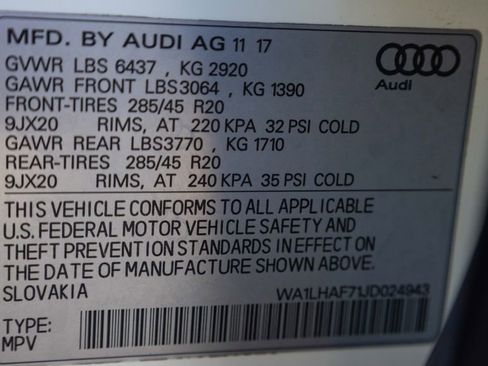 MFD. BY AUDI AG 11 17
GVWR LBS 6437 , KG 2920
GAWR FRONT LBS3064 , KG 1390
FRONT-TIRES 285/45 R20
9JX20 RIMS, AT 220 KPA 32 PSI COLD
GAWR REAR LBS3770 , KG 1710
REAR-TIRES 285/45 R20
9JX20 RIMS, AT 240 KPA 35 PSI COLD
Audi
THIS VEHICLE CONFORMS TO ALL APPLICABLE
U.S. FEDERAL MOTOR VEHICLE SAFETY AND
THEFT PREVENTION STANDARDS IN EFFECT ON
THE DATE OF MANUFACTURE SHOWN ABOVE.
SLOVAKIA WA1LHAF71JD024943
TYPE:
MPV